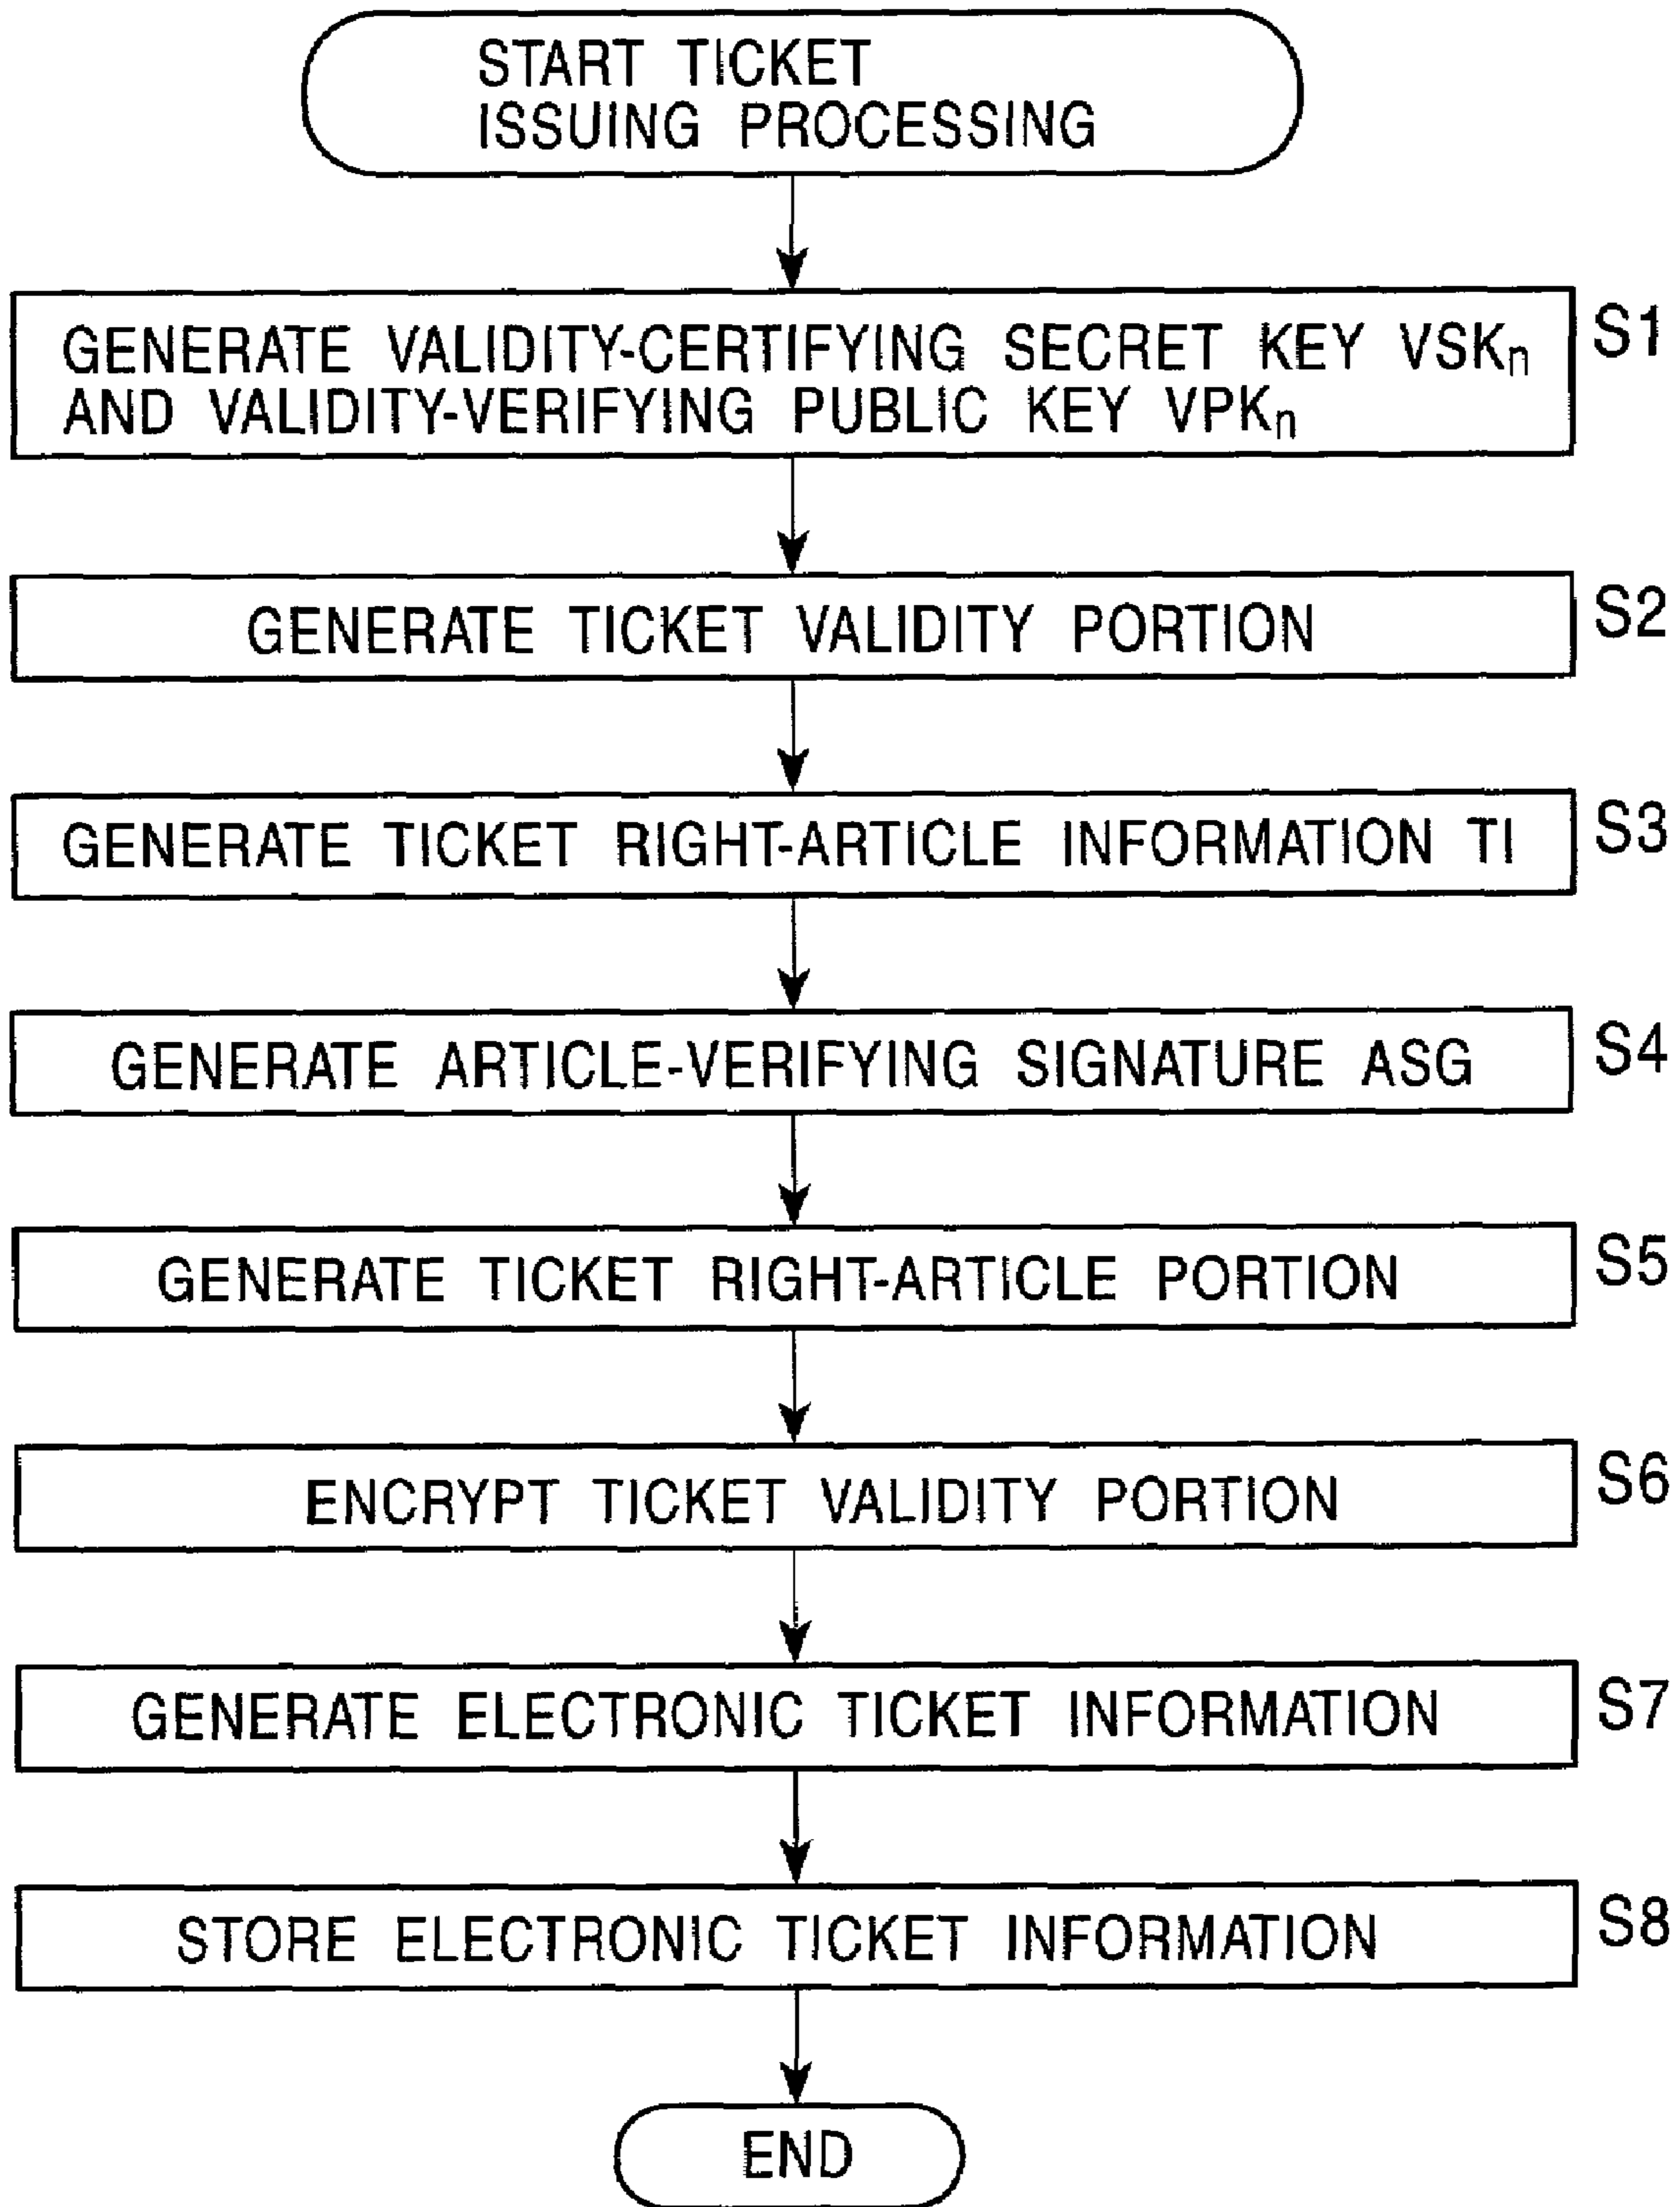 START TICKET
ISSUING PROCESSING
GENERATE VALIDITY-CERTIFYING SECRET KEY VSKn
AND VALIDITY-VERIFYING PUBLIC KEY VPKn
S1
GENERATE TICKET VALIDITY PORTION
S2
GENERATE TICKET RIGHT-ARTICLE INFORMATION TI
S3
GENERATE ARTICLE-VERIFYING SIGNATURE ASG
S4
GENERATE TICKET RIGHT-ARTICLE PORTION
S5
ENCRYPT TICKET VALIDITY PORTION
S6
GENERATE ELECTRONIC TICKET INFORMATION
S7
STORE ELECTRONIC TICKET INFORMATION
S8
END